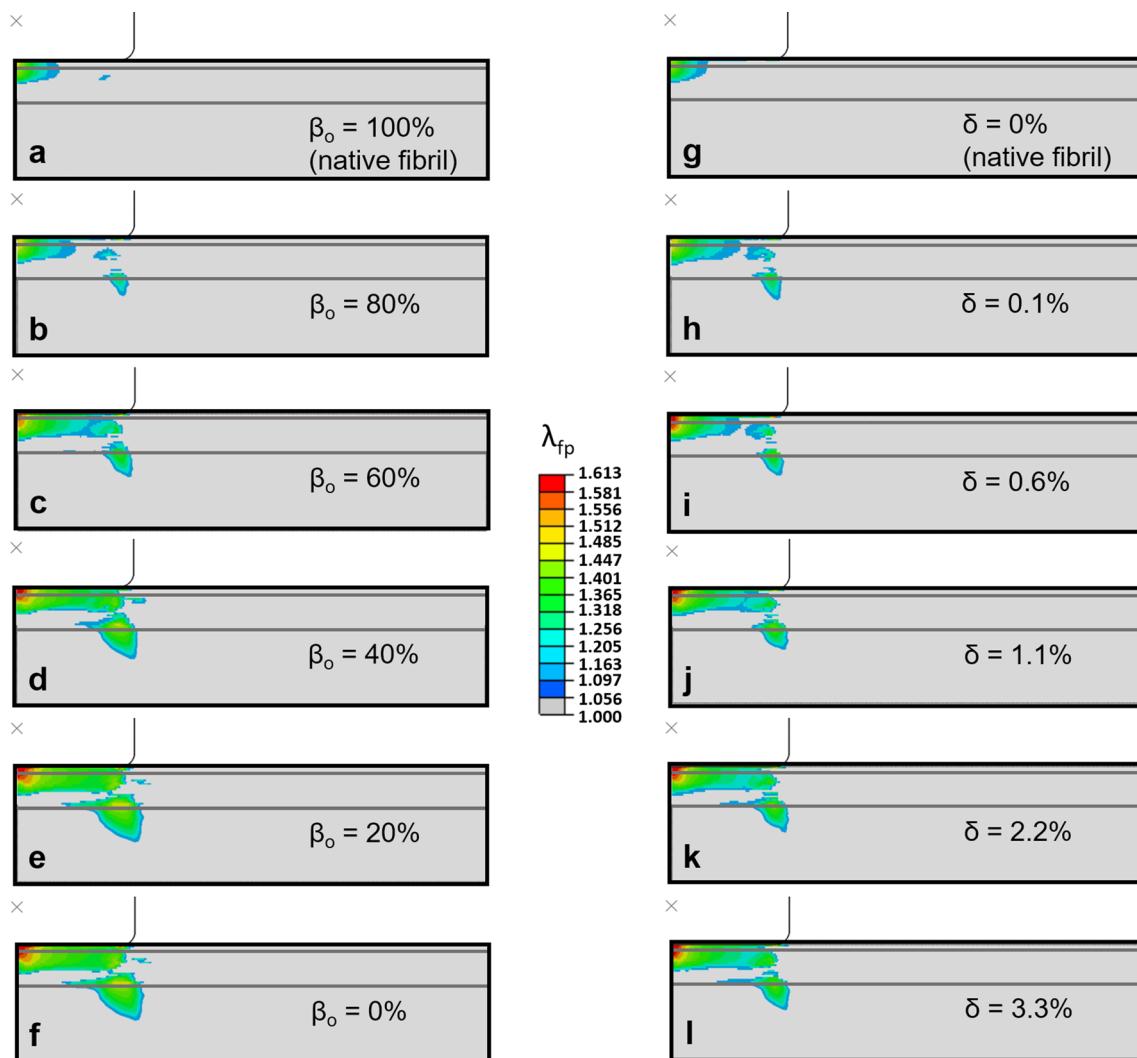 a
β₀ = 100%
(native fibril)
b
β₀ = 80%
c
β₀ = 60%
d
β₀ = 40%
e
β₀ = 20%
f
β₀ = 0%
λfp
1.613
1.581
1.556
1.512
1.485
1.447
1.401
1.365
1.318
1.256
1.205
1.163
1.097
1.056
1.000
g
δ = 0%
(native fibril)
h
δ = 0.1%
i
δ = 0.6%
j
δ = 1.1%
k
δ = 2.2%
l
δ = 3.3%